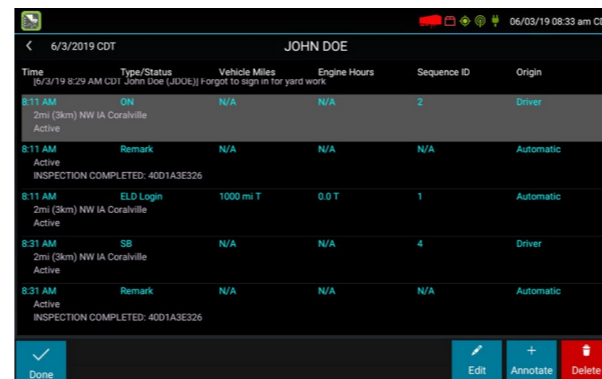 06/03/19 08:33 am CD
6/3/2019 CDT JOHN DOE
Time Type/Status Vehicle Miles Engine Hours Sequence ID Origin
[6/3/19 8:29 AM CDT John Doe (JDOE)] Forgot to sign in for yard work
8:11 AM ON N/A N/A 2 Driver
2mi (3km) NW IA Coralville
Active
8:11 AM Remark N/A N/A N/A Automatic
Active
INSPECTION COMPLETED: 40D1A3E326
8:11 AM ELD Login 1000 mi T 0.0 T 1 Automatic
2mi (3km) NW IA Coralville
Active
8:31 AM SB N/A N/A 4 Driver
2mi (3km) NW IA Coralville
Active
8:31 AM Remark N/A N/A N/A Automatic
Active
INSPECTION COMPLETED: 40D1A3E326
Done Edit Annotate Delete